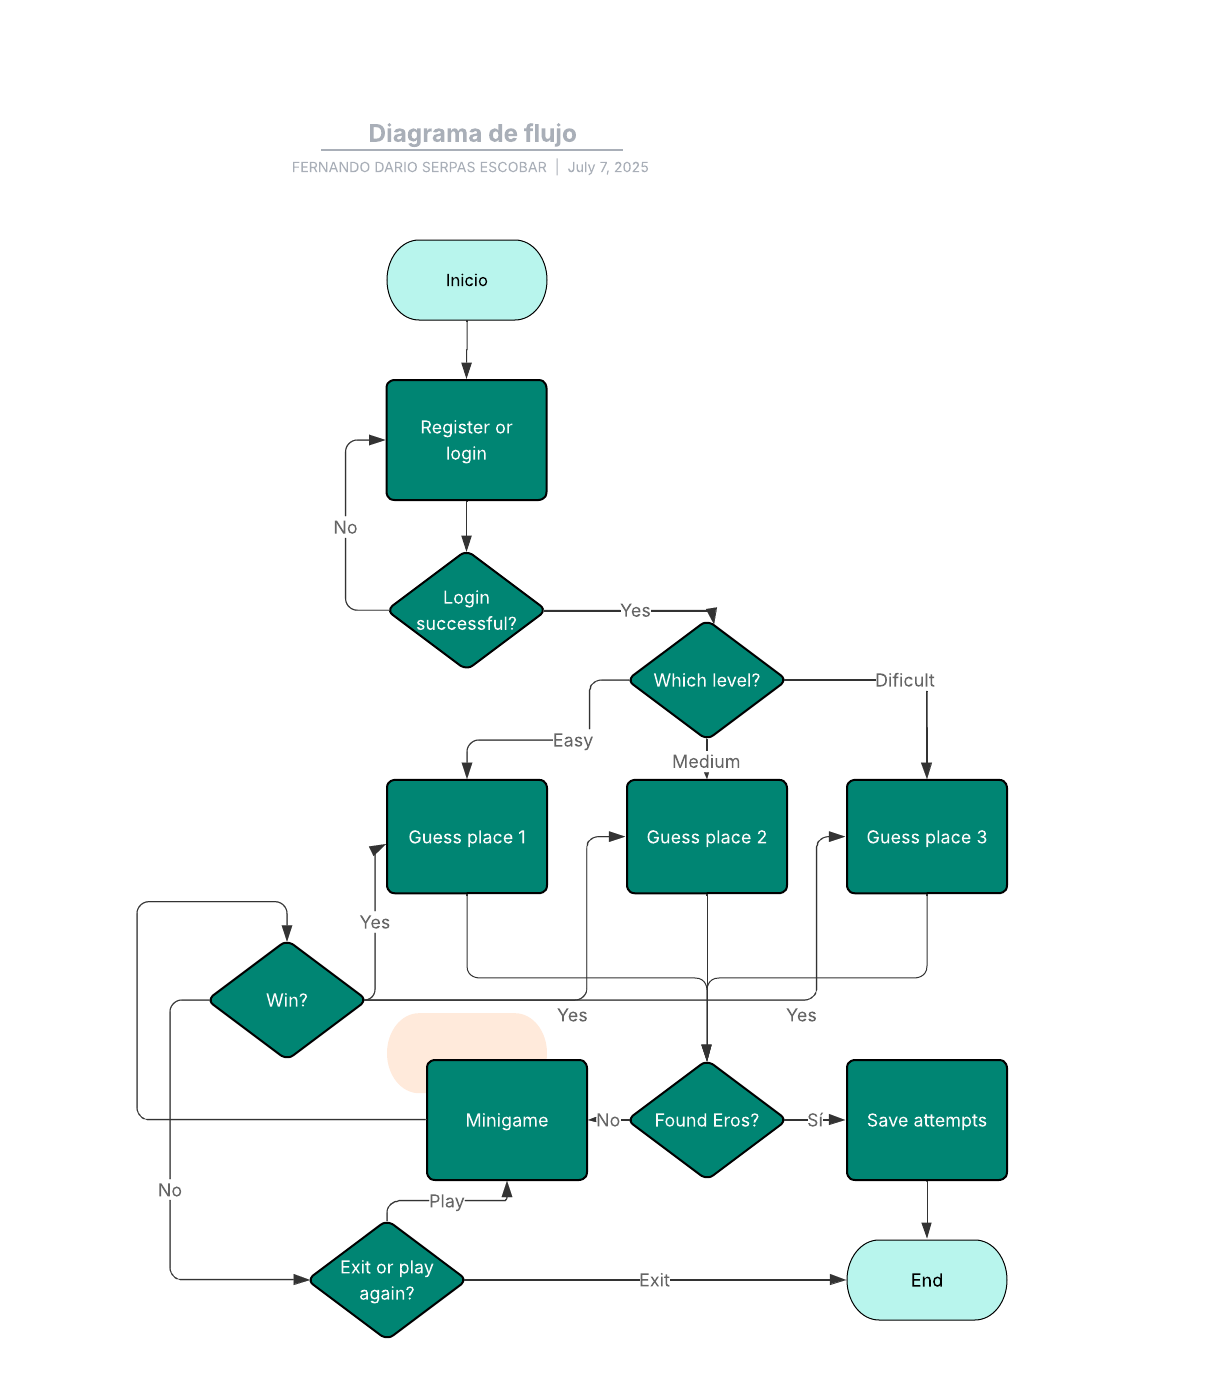 Diagrama de flujo
FERNANDO DARIO SERPAS ESCOBAR | July 7, 2025
Inicio
Register or
login
No
Login
successful?
Yes
Which level?
Dificult
Easy
Medium
Guess place 1
Guess place 2
Guess place 3
Yes
Win?
Yes
Yes
Minigame
No
Found Eros?
Sí
Save attempts
No
Play
Exit or play
again?
Exit
End